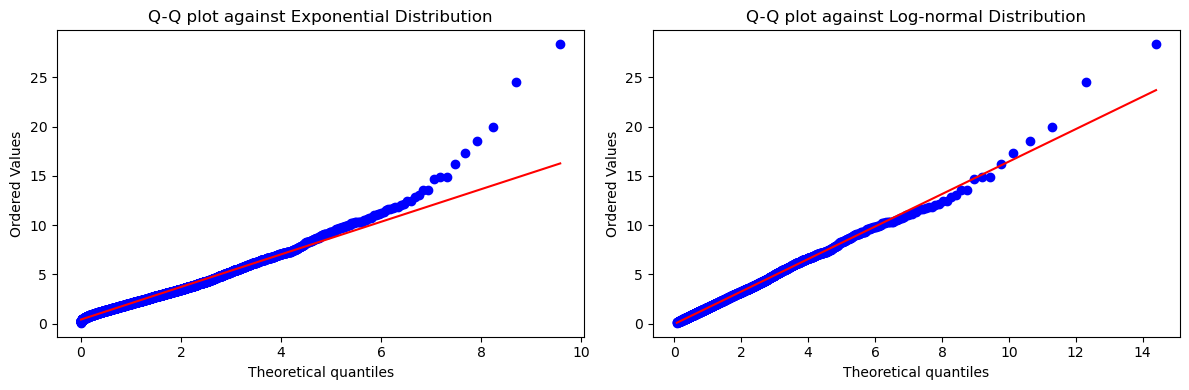 Q-Q plot against Exponential Distribution
25
20
15
10
5
0
Ordered Values
0 2 4 6 8 10
Theoretical quantiles
Q-Q plot against Log-normal Distribution
25
20
15
10
5
0
Ordered Values
0 2 4 6 8 10 12 14
Theoretical quantiles